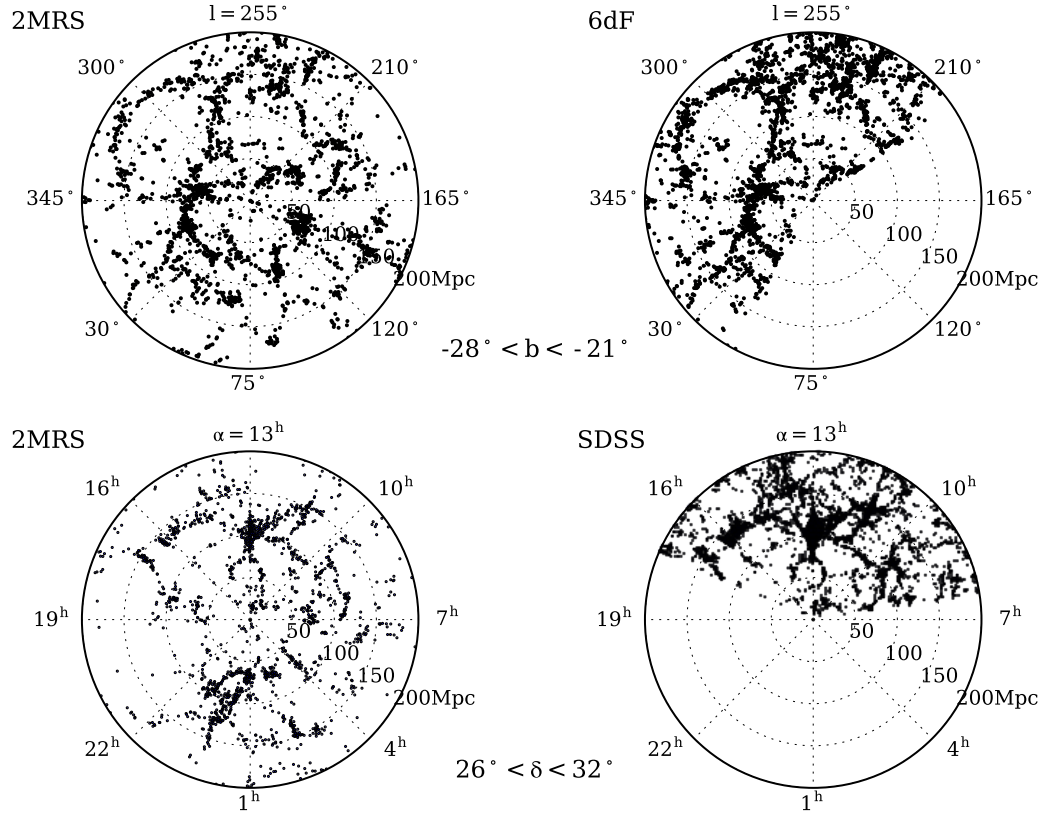 2MRS
l = 255°
300°
210°
345°
165°
50
100
150
200Mpc
30°
120°
75°
6dF
l = 255°
300°
210°
345°
165°
50
100
150
200Mpc
30°
120°
75°
-28° < b < -21°
2MRS
α = 13h
16h
10h
19h
7h
50
100
150
200Mpc
22h
4h
1h
SDSS
α = 13h
16h
10h
19h
7h
50
100
150
200Mpc
22h
4h
1h
26° < δ < 32°